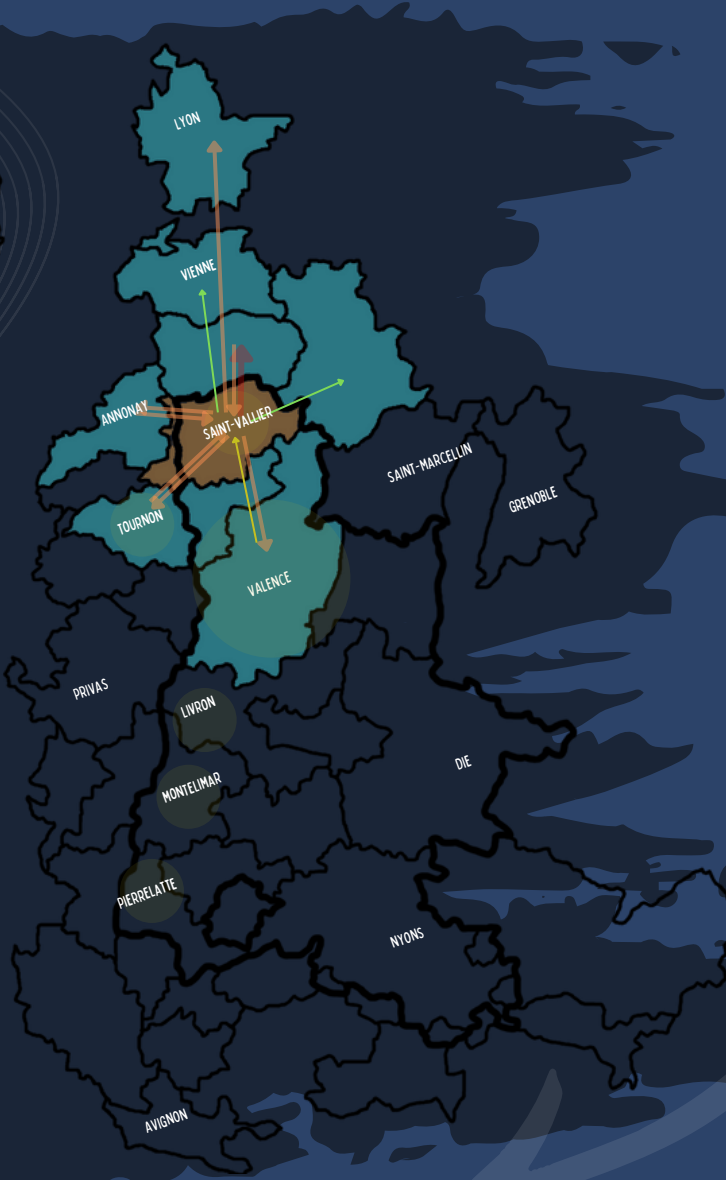 LYON
VIENNE
ANNONAY
SAINT-VALLIER
SAINT-MARCELLIN
GRENOBLE
TOURNON
VALENCE
PRIVAS
LIVRON
DIE
MONTELIMAR
PIERRELATTE
NYONS
AVIGNON